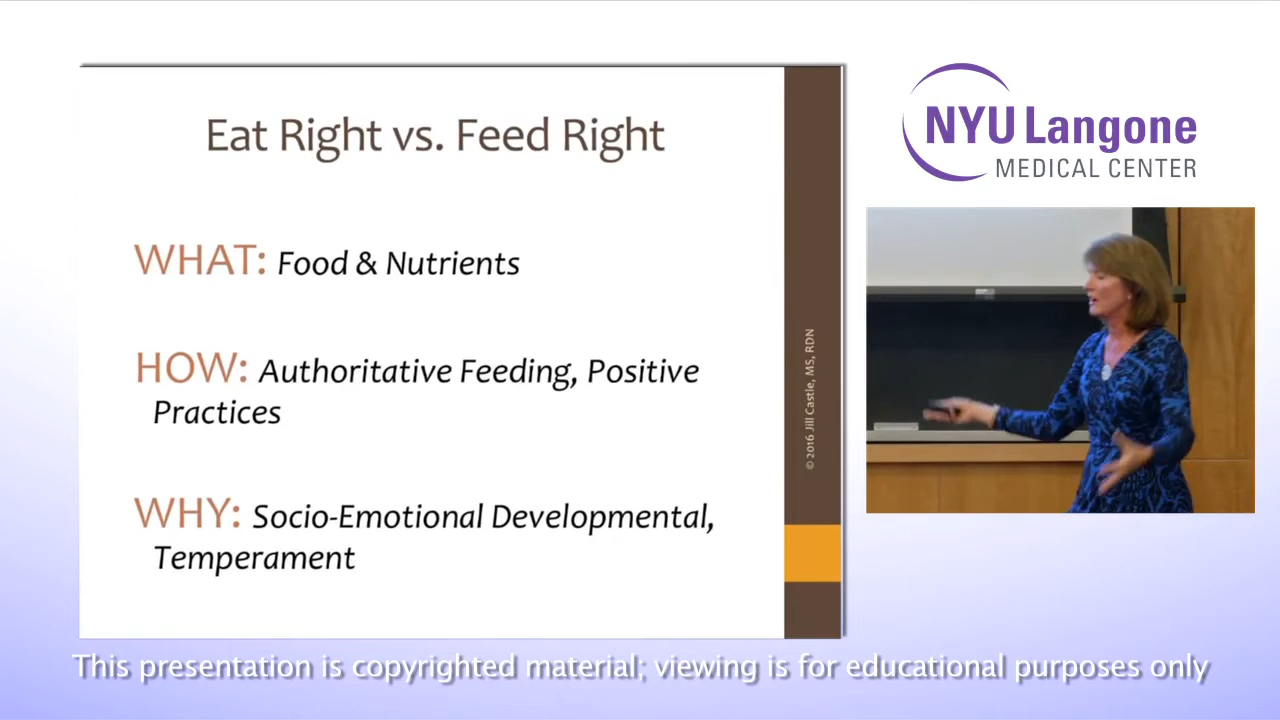 Eat Right vs. Feed Right
WHAT: Food & Nutrients
HOW: Authoritative Feeding, Positive
Practices
WHY: Socio-Emotional Developmental,
Temperament
© 2016 Jill Castle, MS, RDN
NYU Langone
MEDICAL CENTER
This presentation is copyrighted material; viewing is for educational purposes only